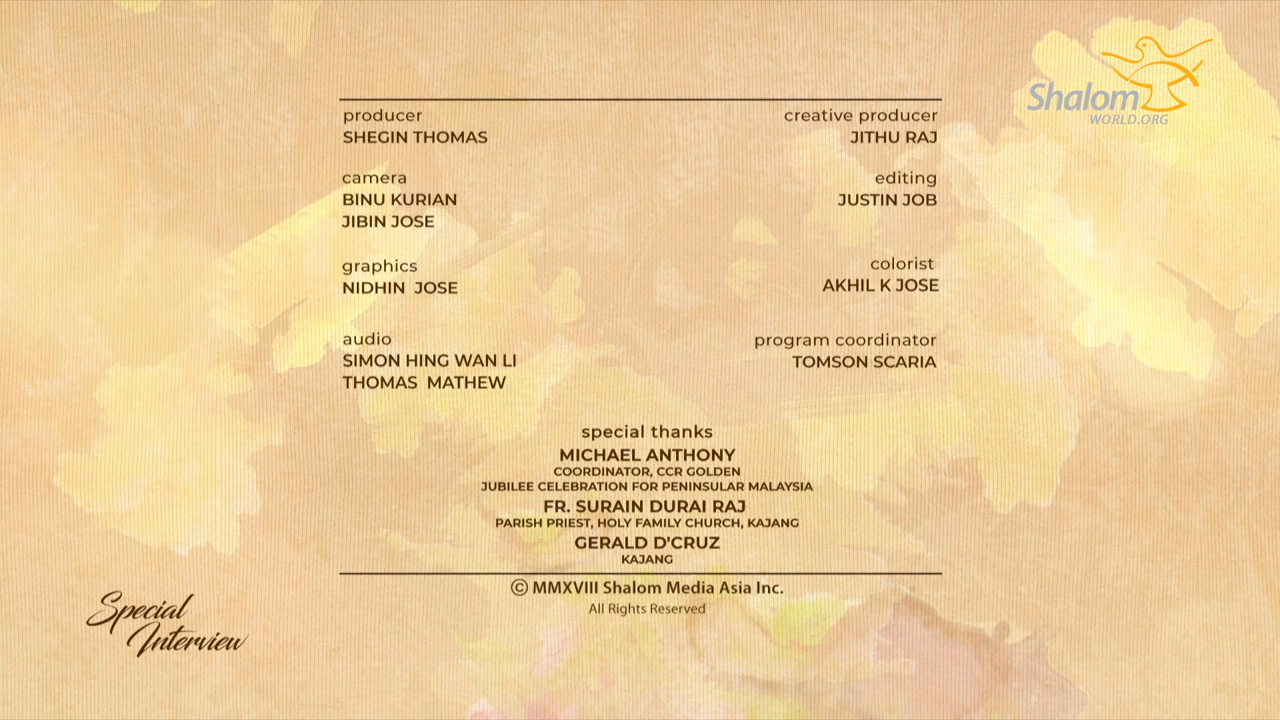 Shalom
WORLD.ORG
producer
SHEGIN THOMAS
creative producer
JITHU RAJ
camera
BINU KURIAN
JIBIN JOSE
editing
JUSTIN JOB
graphics
NIDHIN JOSE
colorist
AKHIL K JOSE
audio
SIMON HING WAN LI
THOMAS MATHEW
program coordinator
TOMSON SCARIA
special thanks
MICHAEL ANTHONY
COORDINATOR, CCR GOLDEN
JUBILEE CELEBRATION FOR PENINSULAR MALAYSIA
FR. SURAIN DURAI RAJ
PARISH PRIEST, HOLY FAMILY CHURCH, KAJANG
GERALD D'CRUZ
KAJANG
© MMXVIII Shalom Media Asia Inc.
All Rights Reserved
Special
Interview